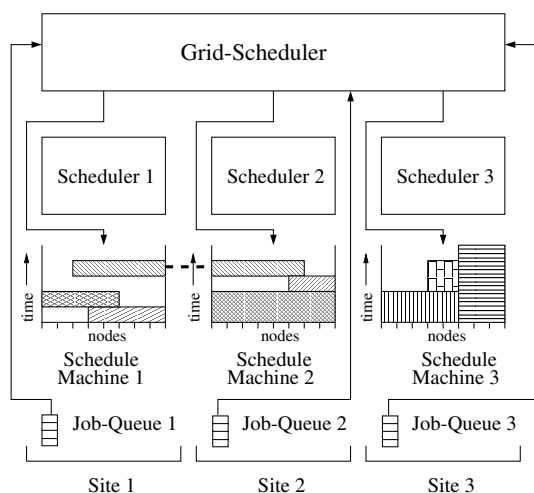 Grid-Scheduler
Scheduler 1
Scheduler 2
Scheduler 3
time
time
time
nodes
nodes
nodes
Schedule
Machine 1
Schedule
Machine 2
Schedule
Machine 3
Job-Queue 1
Job-Queue 2
Job-Queue 3
Site 1
Site 2
Site 3